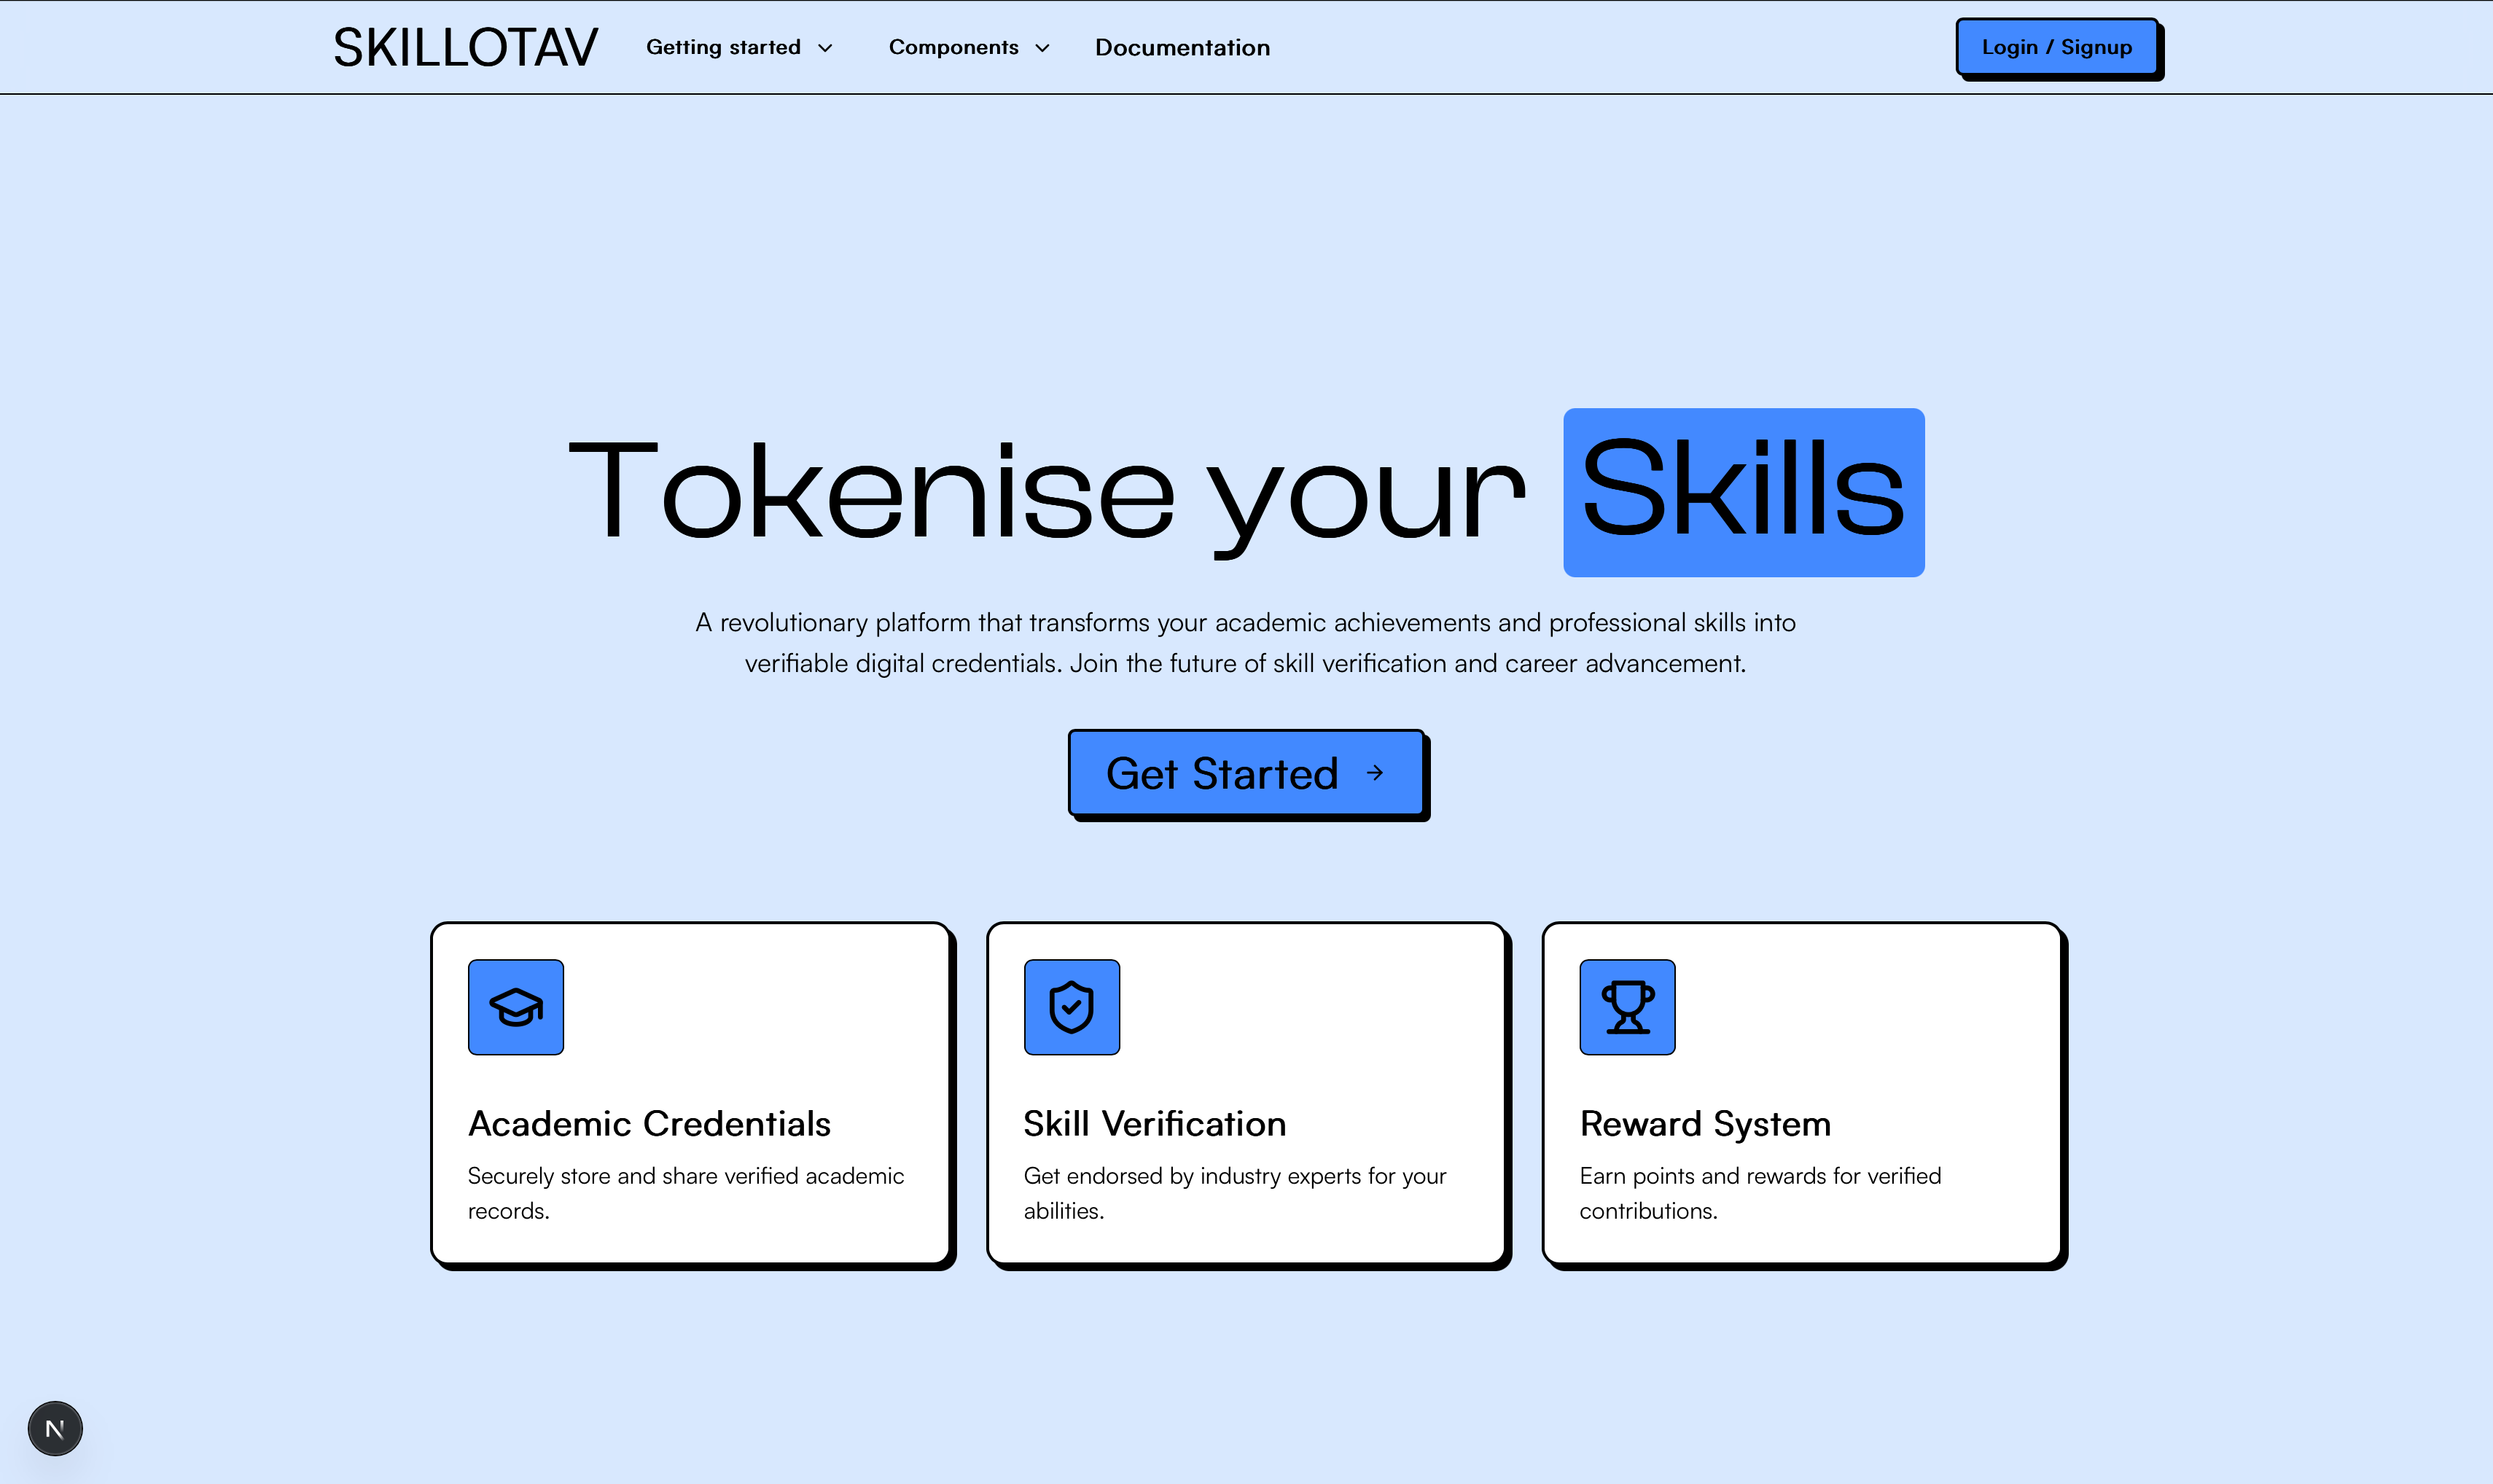 SKILLOTAV
Getting started
Components
Documentation
Login / Signup
Tokenise your Skills
A revolutionary platform that transforms your academic achievements and professional skills into
verifiable digital credentials. Join the future of skill verification and career advancement.
Get Started
Academic Credentials
Securely store and share verified academic
records.
Skill Verification
Get endorsed by industry experts for your
abilities.
Reward System
Earn points and rewards for verified
contributions.
N